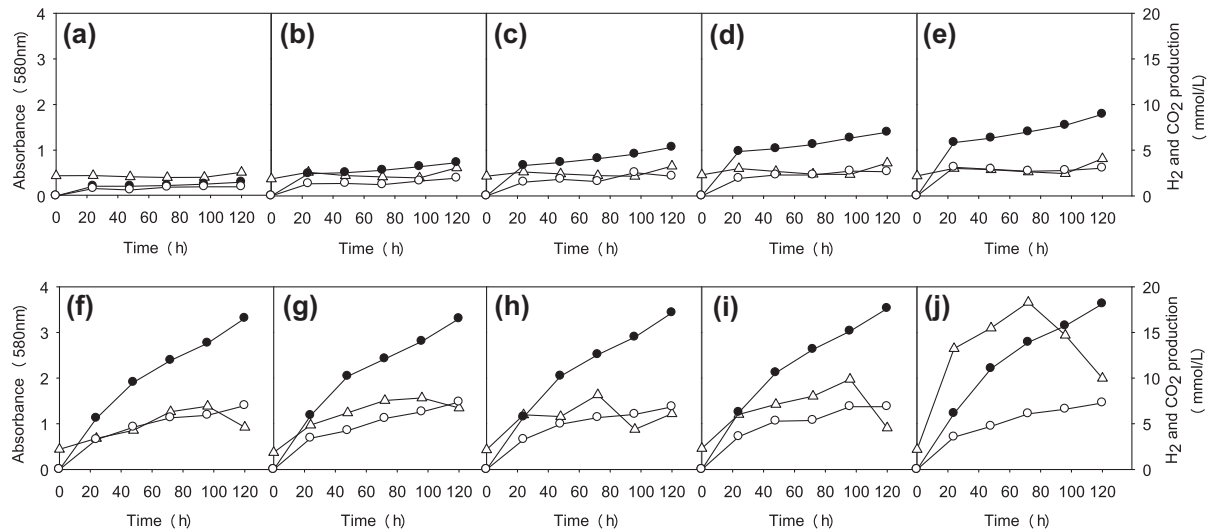 (a) (b) (c) (d) (e)
4 3 2 1 0
Absorbance (580nm)
20 15 10 5 0
H2 and CO2 production
(mmol/L)
0 20 40 60 80 100 120 0 20 40 60 80 100 120 0 20 40 60 80 100 120 0 20 40 60 80 100 120 0 20 40 60 80 100 120
Time (h) Time (h) Time (h) Time (h) Time (h)
(f) (g) (h) (i) (j)
4 3 2 1 0
Absorbance (580nm)
20 15 10 5 0
H2 and CO2 production
(mmol/L)
0 20 40 60 80 100 120 0 20 40 60 80 100 120 0 20 40 60 80 100 120 0 20 40 60 80 100 120 0 20 40 60 80 100 120
Time (h) Time (h) Time (h) Time (h) Time (h)